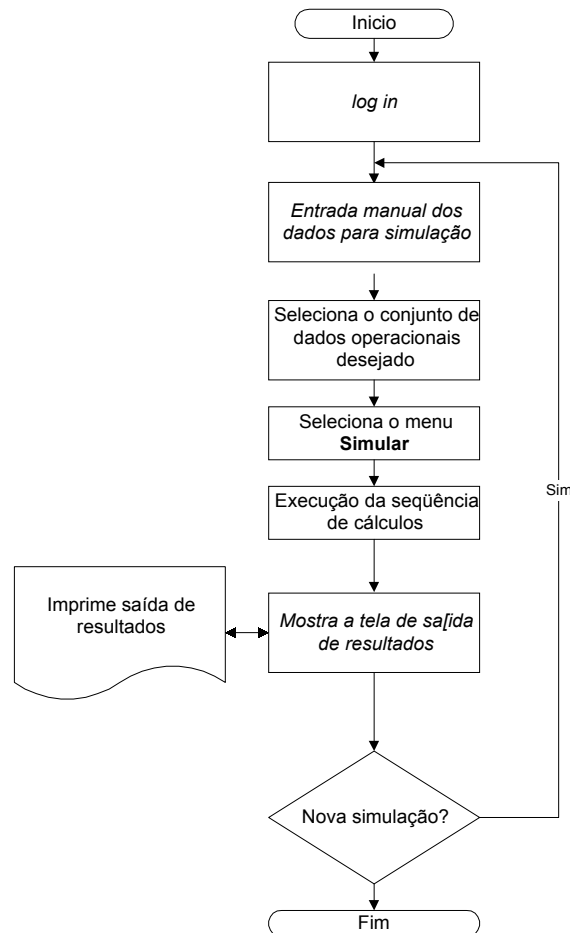 Inicio
log in
Entrada manual dos
dados para simulação
Seleciona o conjunto de
dados operacionais
desejado
Seleciona o menu
Simular
Execução da seqüência
de cálculos
Sim
Imprime saída de
resultados
Mostra a tela de sa[ida
de resultados
Nova simulação?
Fim